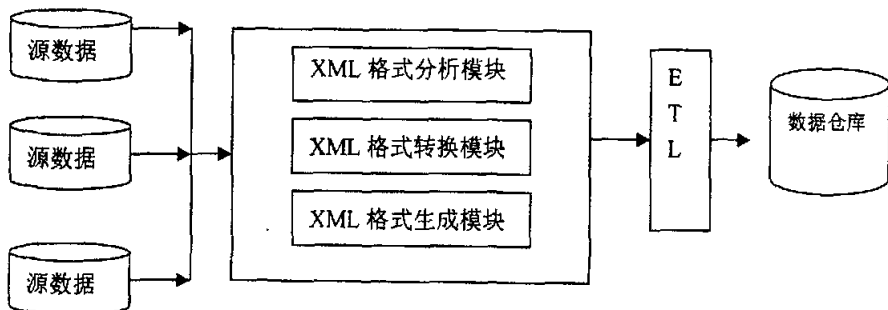 源数据
源数据
源数据
XML 格式分析模块
XML 格式转换模块
XML 格式生成模块
E
T
L
数据仓库